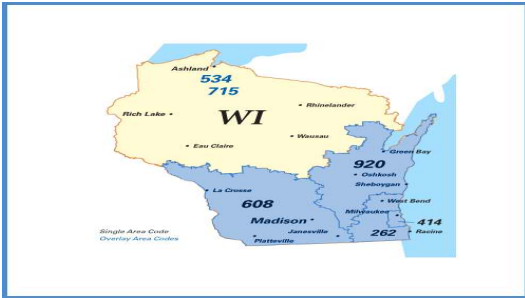 Ashland
534
715
WI
Rhinelander
Rich Lake
Wausau
Eau Claire
Green Bay
920
Oshkosh
Sheboygan
La Crosse
608
West Bend
Milwaukee
Madison
414
Janesville
262
Racine
Platteville
Single Area Code
Overlay Area Codes